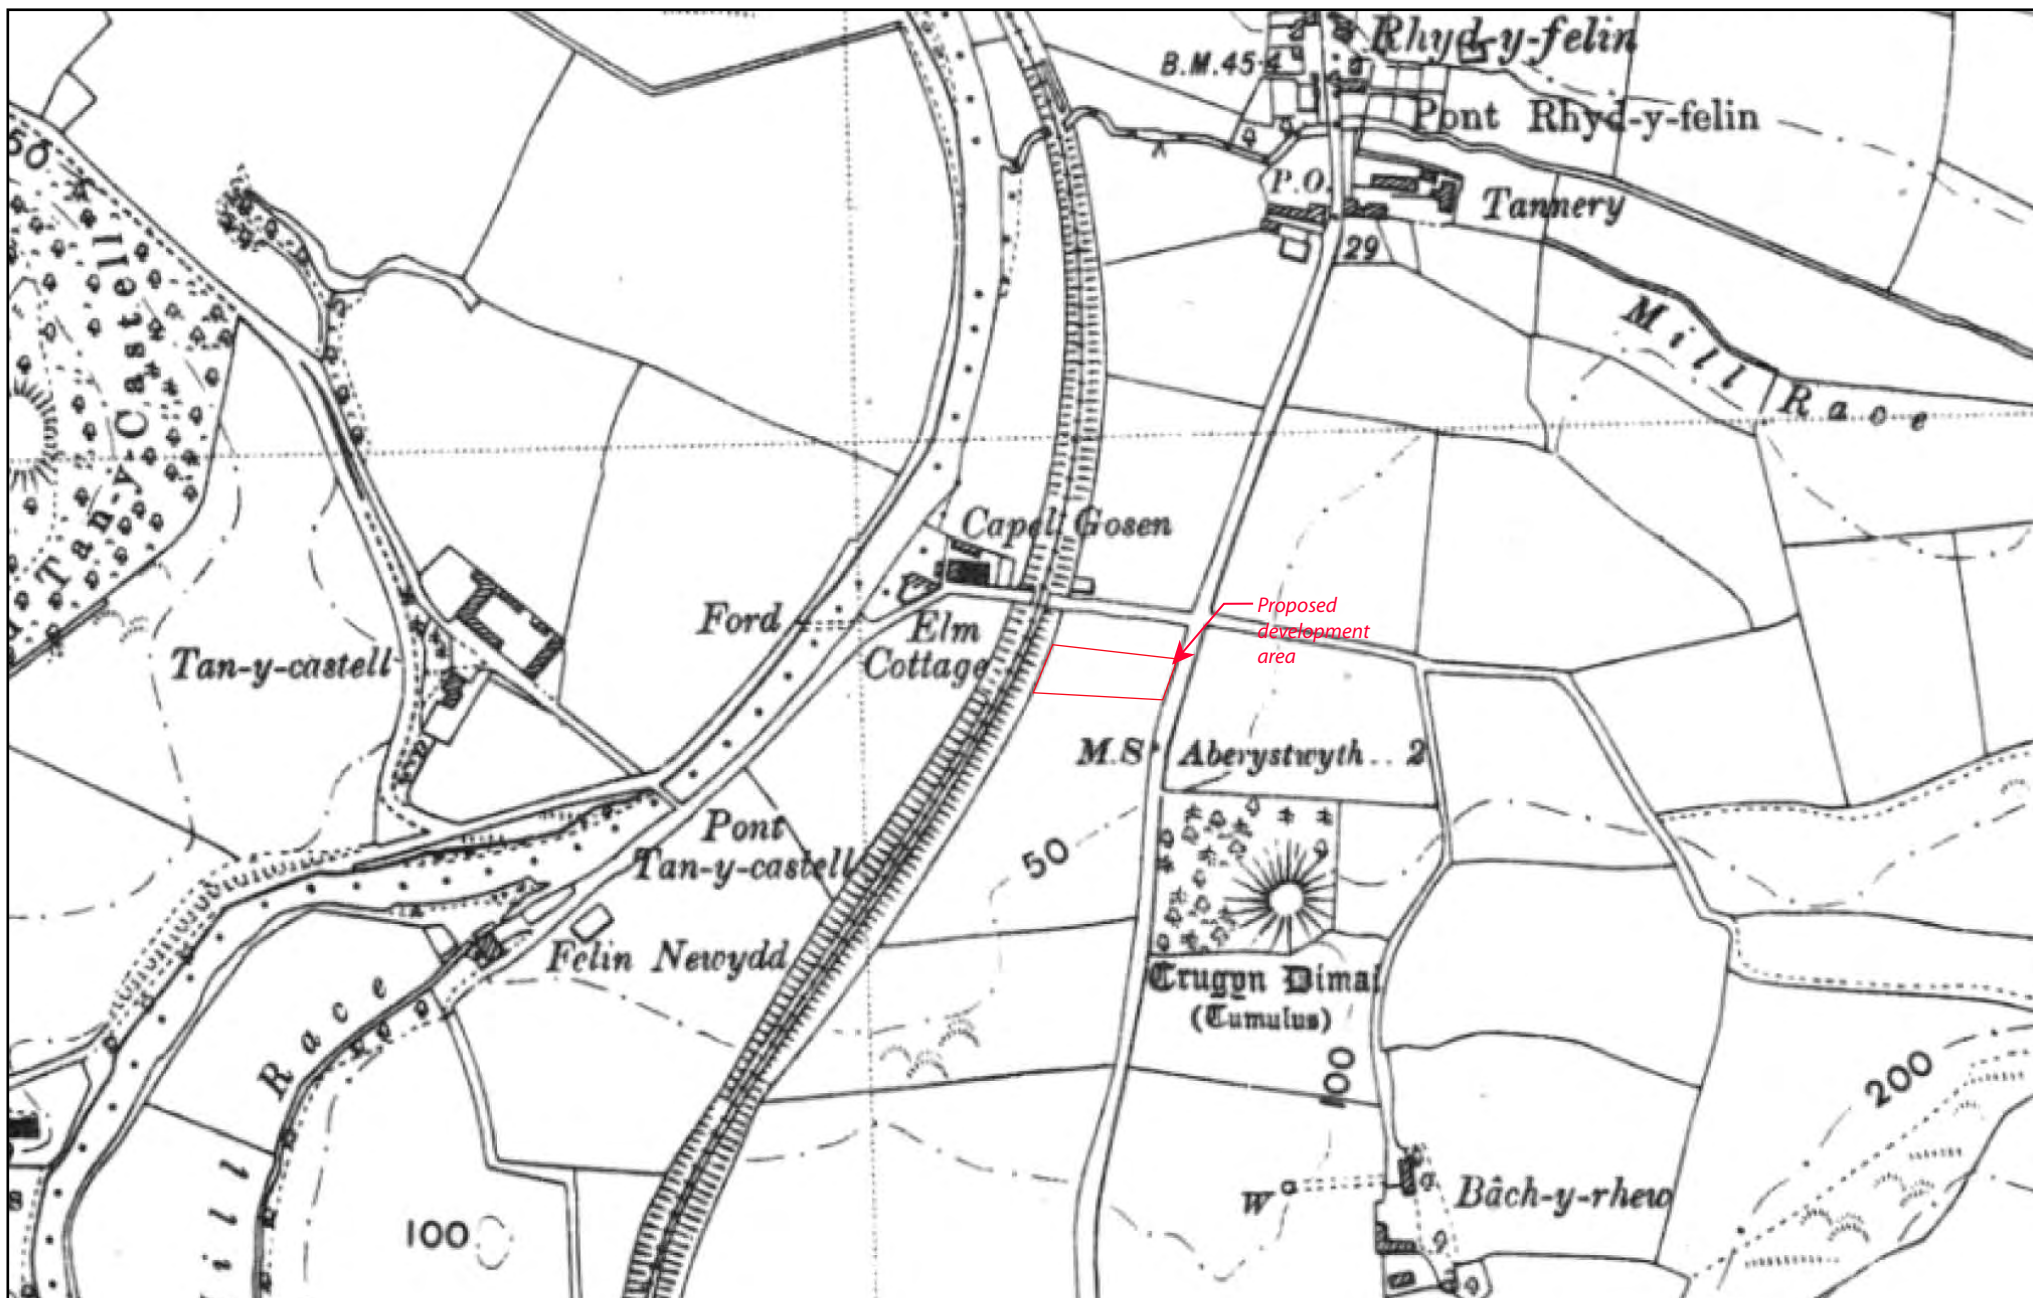 Rhyd-y-felin
B.M.45·4
Pont Rhyd-y-felin
50
P.O.
Tannery
29
Tan-y-Castell
Mill Race
Capel Gosen
Ford
Elm
Cottage
Proposed
development
area
Tan-y-castell
M.S
Aberystwyth..2
Pont
Tan-y-castell
50
Felin Newydd
Crugyn Dimai
(Tumulus)
Mill Race
100
200
W
Bâch-y-rhew
100